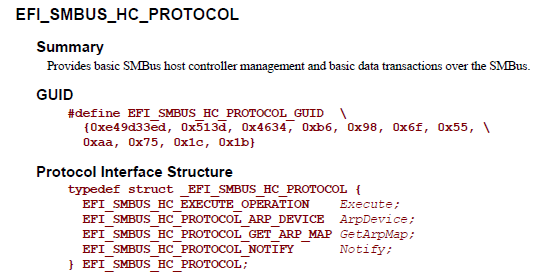 EFI_SMBUS_HC_PROTOCOL
Summary
Provides basic SMBus host controller management and basic data transactions over the SMBus.
GUID
#define EFI_SMBUS_HC_PROTOCOL_GUID \
{0xe49d33ed, 0x513d, 0x4634, 0xb6, 0x98, 0x6f, 0x55, \
0xaa, 0x75, 0x1c, 0x1b}
Protocol Interface Structure
typedef struct _EFI_SMBUS_HC_PROTOCOL {
EFI_SMBUS_HC_EXECUTE_OPERATION Execute;
EFI_SMBUS_HC_PROTOCOL_ARP_DEVICE ArpDevice;
EFI_SMBUS_HC_PROTOCOL_GET_ARP_MAP GetArpMap;
EFI_SMBUS_HC_PROTOCOL_NOTIFY Notify;
} EFI_SMBUS_HC_PROTOCOL;